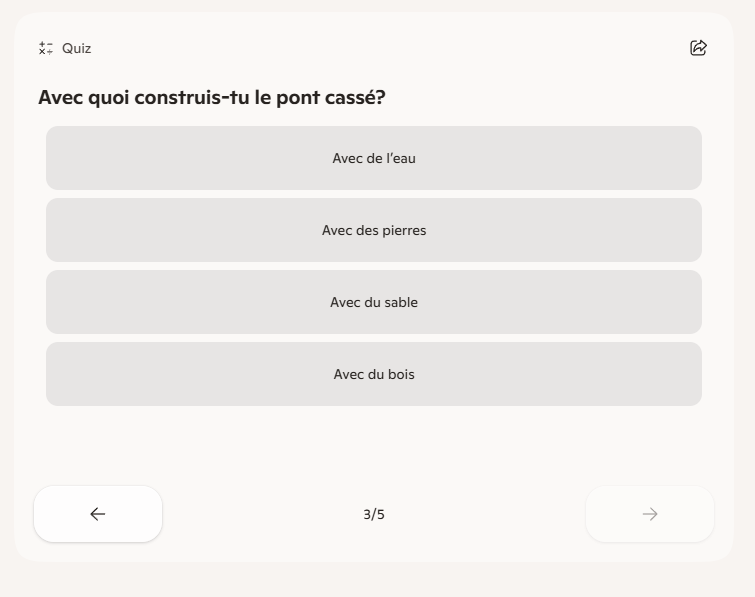 Quiz
Avec quoi construis-tu le pont cassé?
Avec de l'eau
Avec des pierres
Avec du sable
Avec du bois
3/5